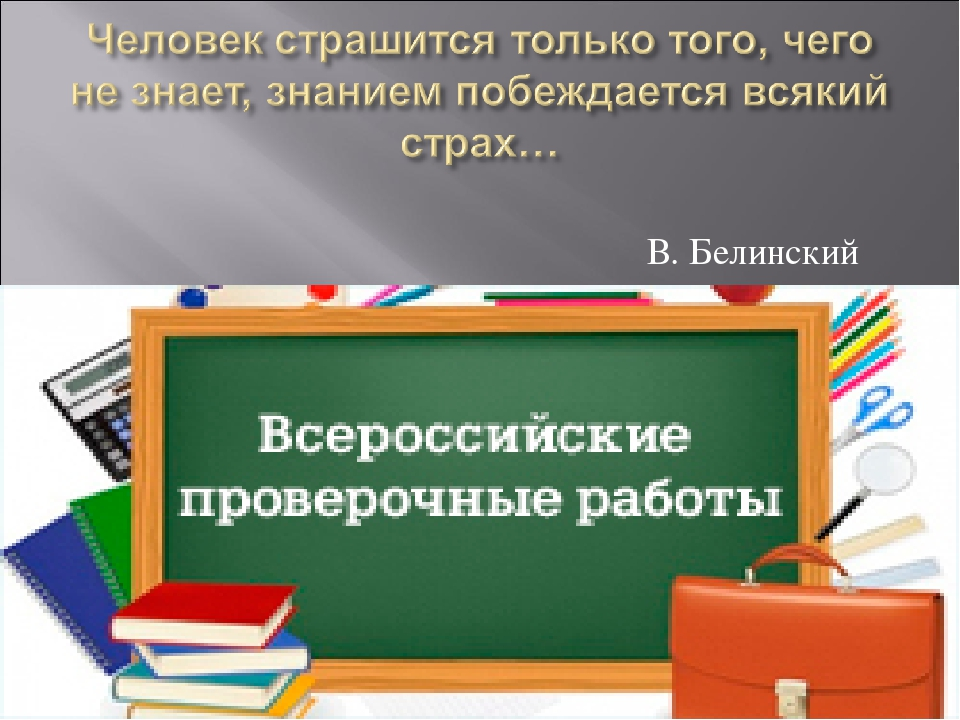 Человек страшится только того, чего
не знает, знанием побеждается всякий
страх…
В. Белинский
Всероссийские
проверочные работы